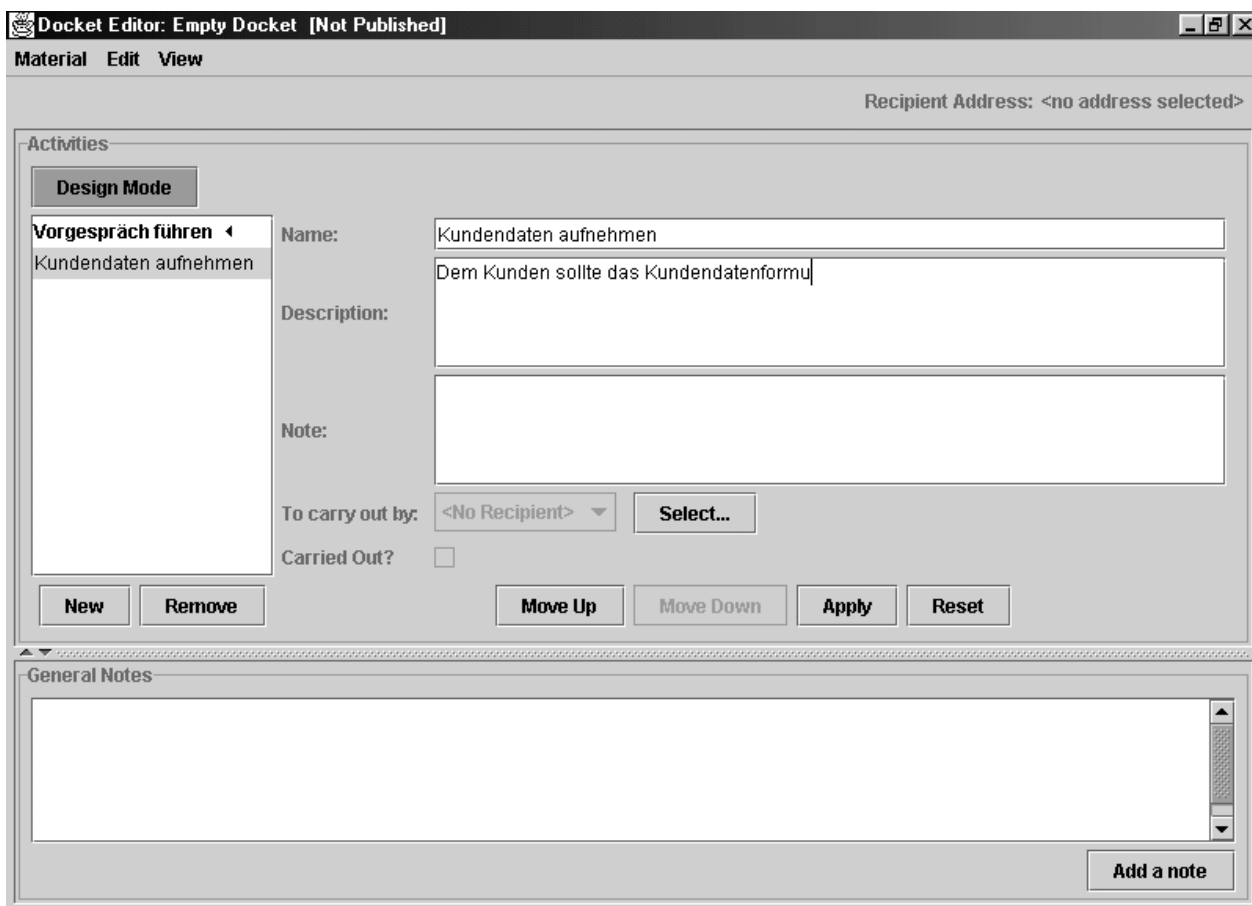 Docket Editor: Empty Docket [Not Published]
Material Edit View
Recipient Address: <no address selected>
Activities
Design Mode
Vorgespräch führen
Kundendaten aufnehmen
Name:
Kundendaten aufnehmen
Description:
Dem Kunden sollte das Kundendatenformu
Note:
To carry out by:
<No Recipient>
Select...
Carried Out?
New
Remove
Move Up
Move Down
Apply
Reset
General Notes
Add a note